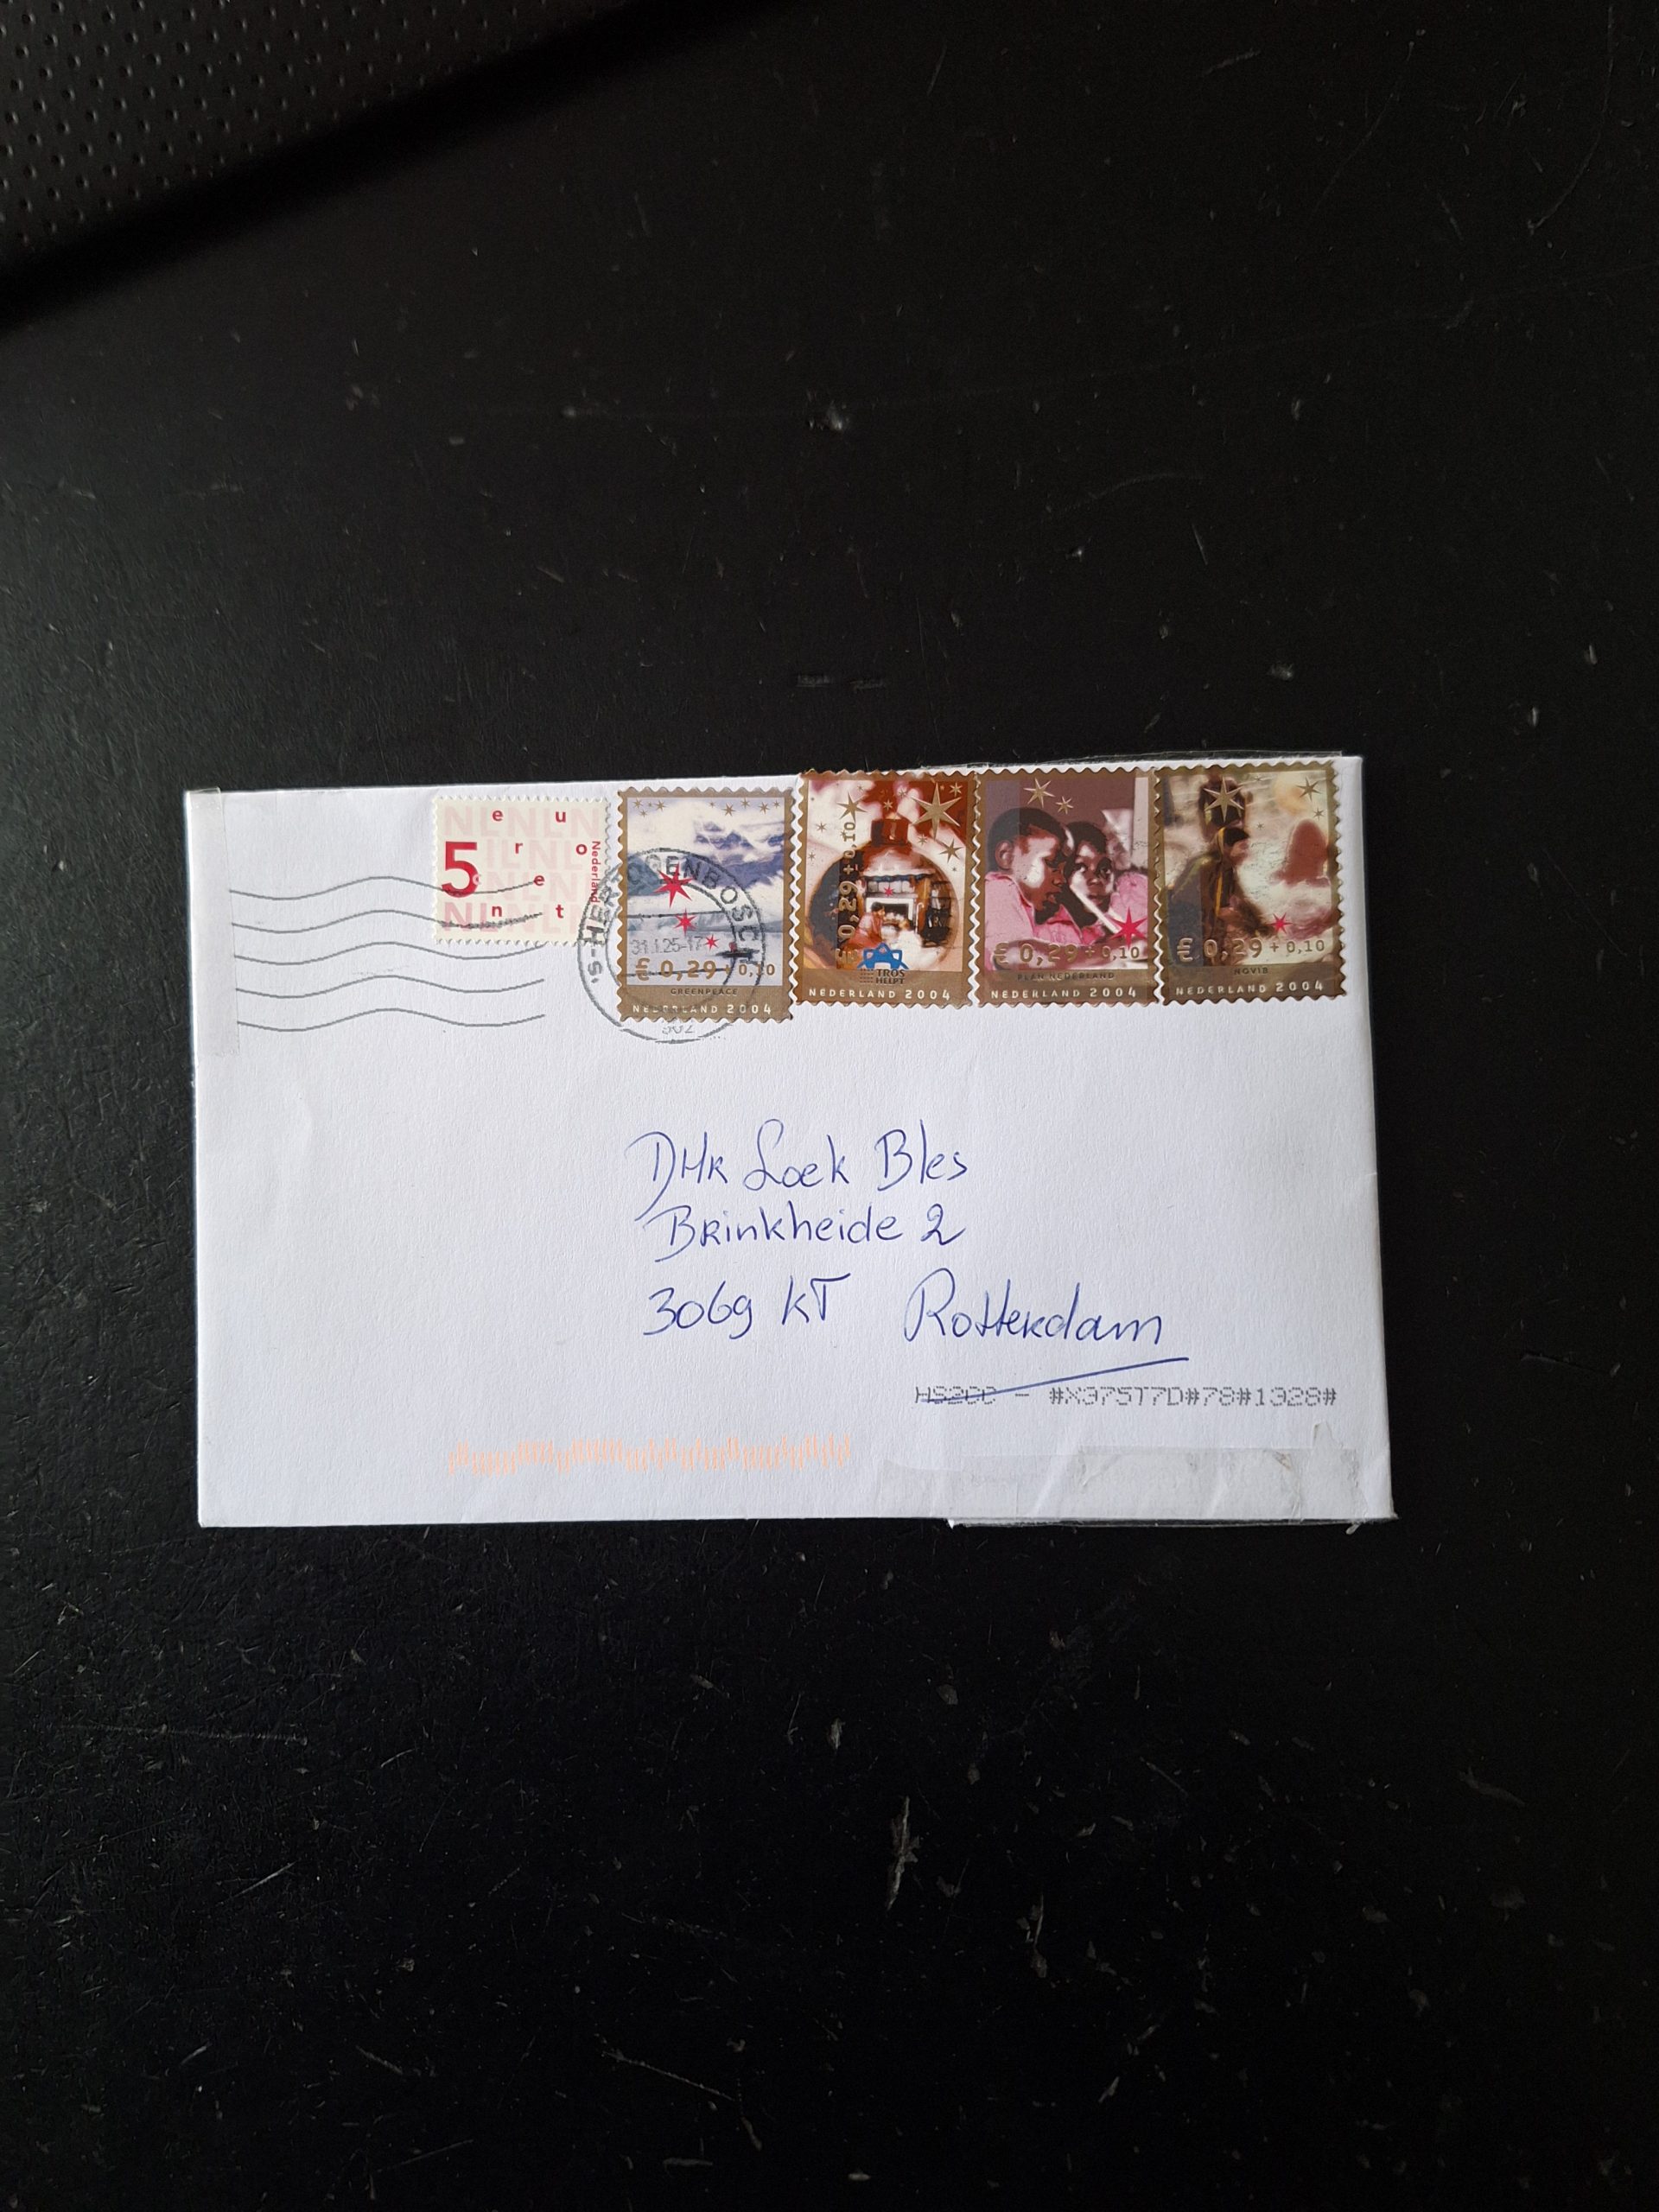 5 euro cent
Nederland
NLNLN
's-HERTOGENBOSCH
31.1.25-17
€ 0,29 + 0,10
GREENPEACE
NEDERLAND 2004
€ 0,29 + 0,10
TROS
HELPT
NEDERLAND 2004
€ 0,29 + 0,10
PLAN NEDERLAND
NEDERLAND 2004
€ 0,29 + 0,10
NOVIB
NEDERLAND 2004
DHR Loek Bles
Brinkheide 2
3069 KT Rotterdam
HS200 - #X375T7D#78#1328#